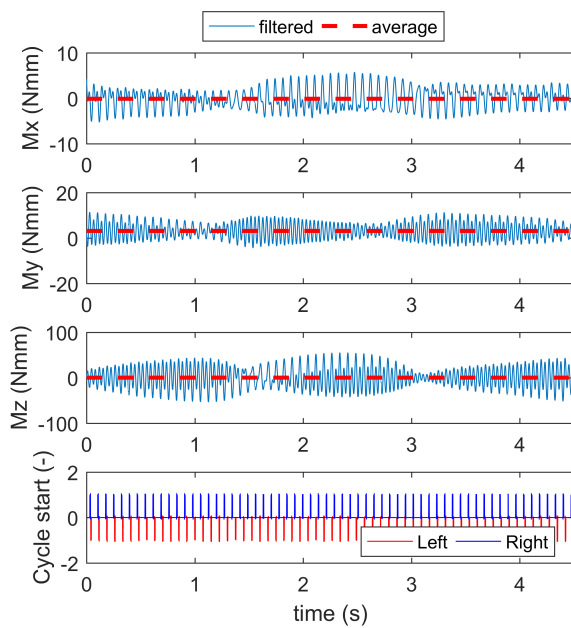 filtered average
Mx (Nmm)
10
0
-10
0 1 2 3 4
My (Nmm)
20
0
-20
0 1 2 3 4
Mz (Nmm)
100
0
-100
0 1 2 3 4
Cycle start (-)
2
0
-2
Left Right
0 1 2 3 4
time (s)